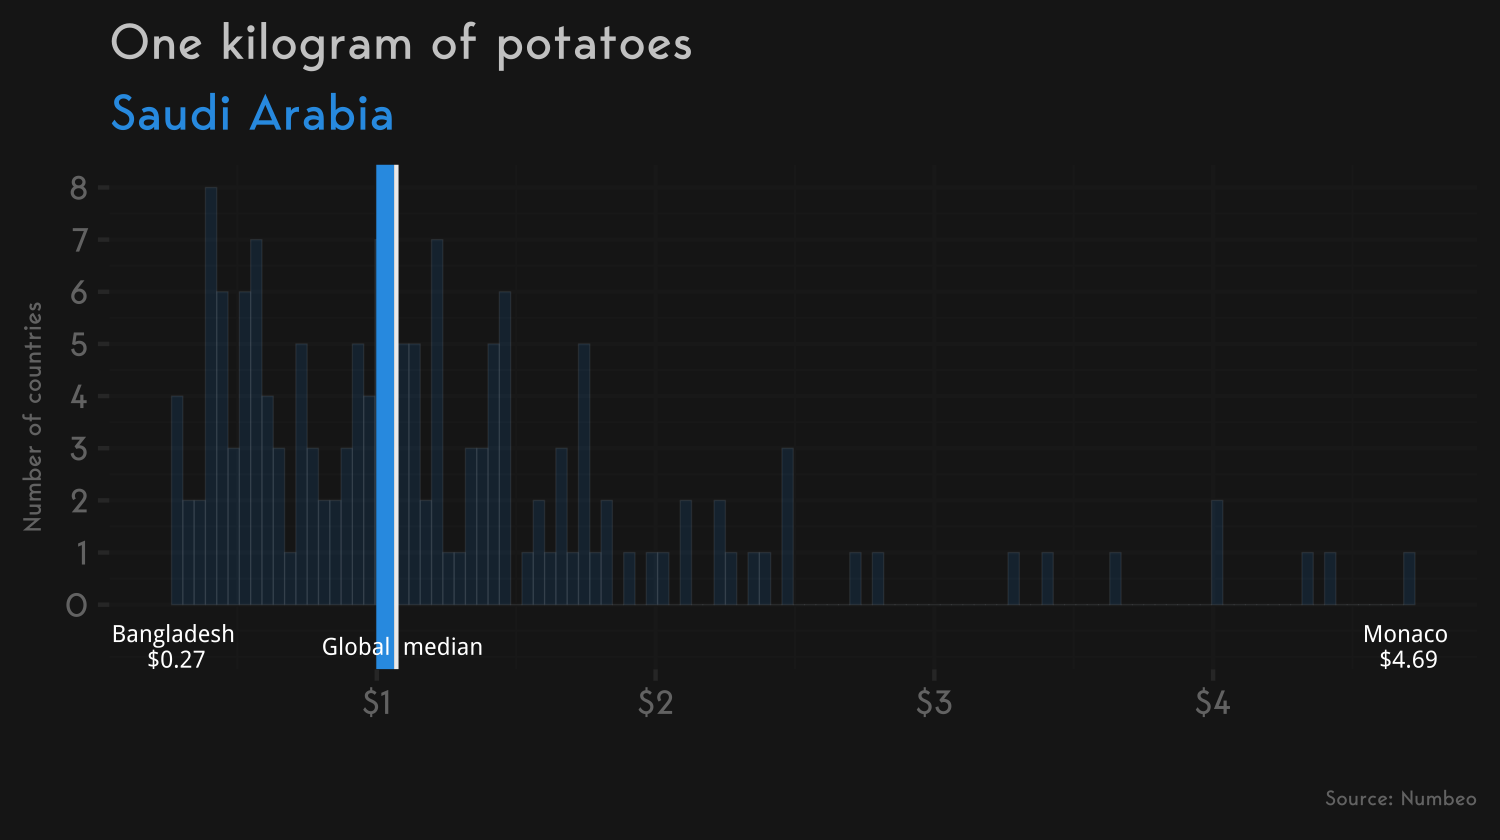 One kilogram of potatoes
Saudi Arabia
Number of countries
8
7
6
5
4
3
2
1
0
Bangladesh
$0.27
Global median
Monaco
$4.69
$1
$2
$3
$4
Source: Numbeo